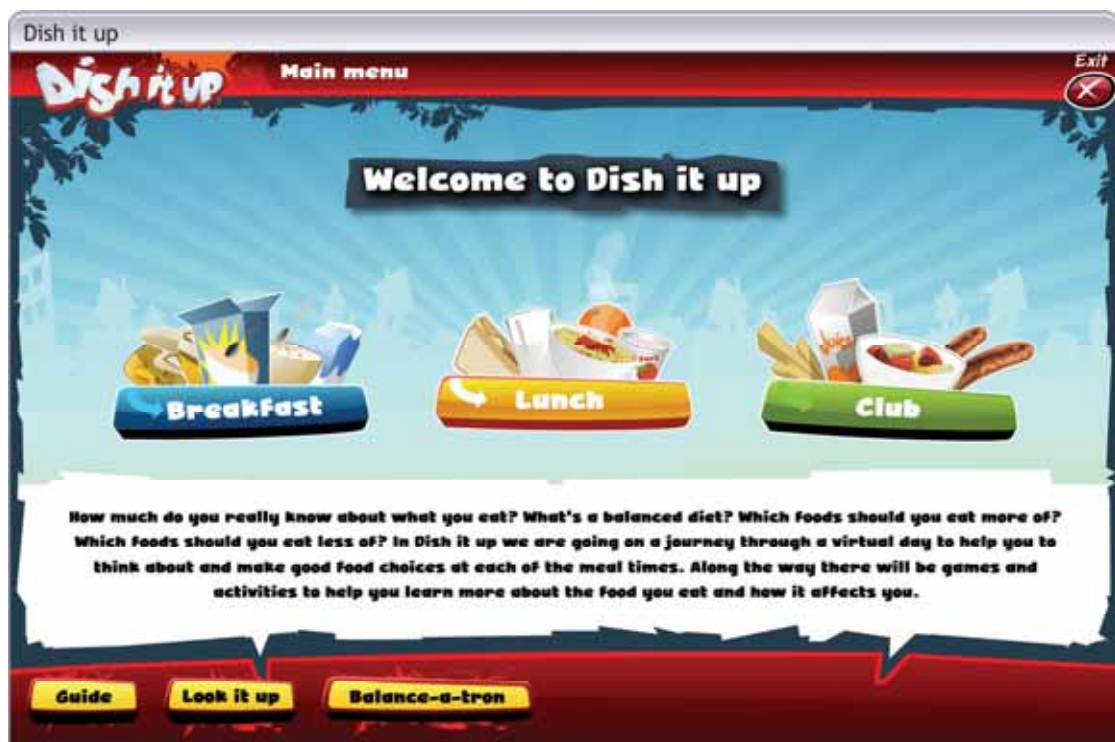 Dish it up
Dish it up
Main menu
Exit
Welcome to Dish it up
Juice
Breakfast
Lunch
Club
How much do you really know about what you eat? What's a balanced diet? Which foods should you eat more of?
Which foods should you eat less of? In Dish it up we are going on a journey through a virtual day to help you to
think about and make good food choices at each of the meal times. Along the way there will be games and
activities to help you learn more about the food you eat and how it affects you.
Guide
Look it up
Balance-a-tron